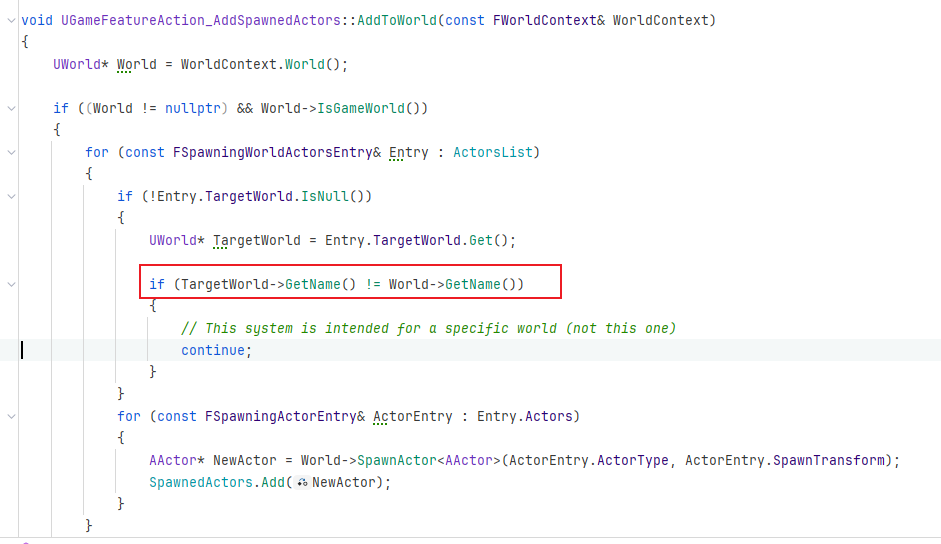 void UGameFeatureAction_AddSpawnedActors::AddToWorld(const FWorldContext& WorldContext)
{
UWorld* World = WorldContext.World();
if ((World != nullptr) && World->IsGameWorld())
{
for (const FSpawningWorldActorsEntry& Entry : ActorsList)
{
if (!Entry.TargetWorld.IsNull())
{
UWorld* TargetWorld = Entry.TargetWorld.Get();
if (TargetWorld->GetName() != World->GetName())
{
// This system is intended for a specific world (not this one)
continue;
}
}
for (const FSpawningActorEntry& ActorEntry : Entry.Actors)
{
AActor* NewActor = World->SpawnActor<AActor>(ActorEntry.ActorType, ActorEntry.SpawnTransform);
SpawnedActors.Add(NewActor);
}
}